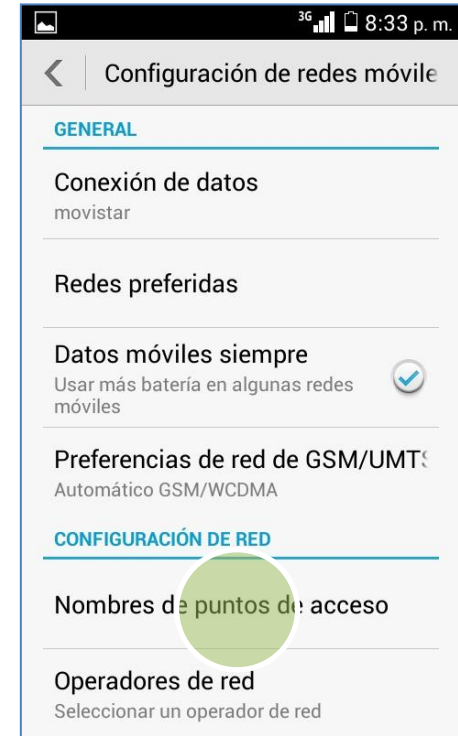 3G 8:33 p. m.
Configuración de redes móvile
GENERAL
Conexión de datos
movistar
Redes preferidas
Datos móviles siempre
Usar más batería en algunas redes
móviles
Preferencias de red de GSM/UMTS
Automático GSM/WCDMA
CONFIGURACIÓN DE RED
Nombres de puntos de acceso
Operadores de red
Seleccionar un operador de red